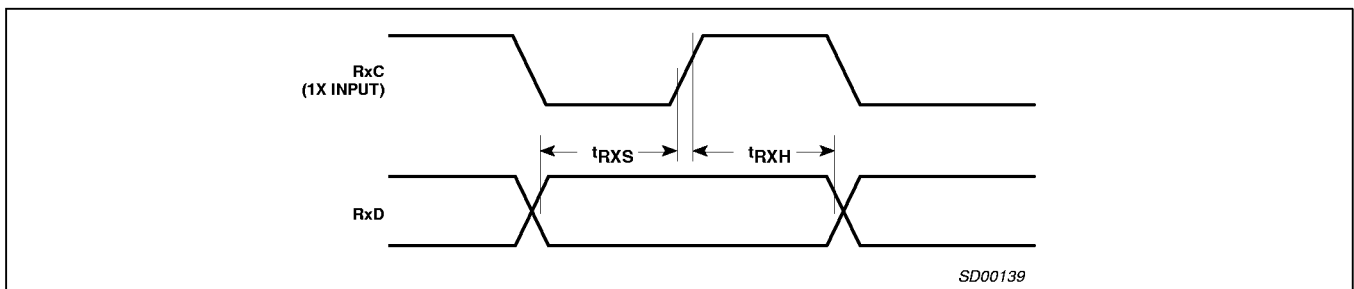 RxC
(1X INPUT)
tRXS
tRXH
RxD
SD00139